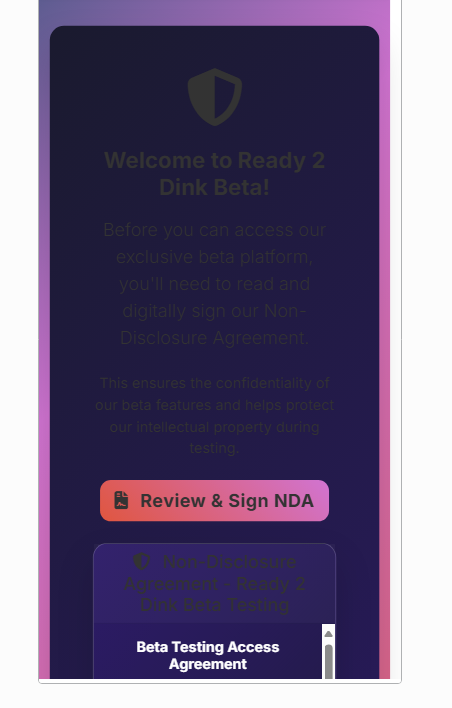 Welcome to Ready 2
Dink Beta!
Before you can access our
exclusive beta platform,
you'll need to read and
digitally sign our Non-
Disclosure Agreement.
This ensures the confidentiality of
our beta features and helps protect
our intellectual property during
testing.
Review & Sign NDA
Non-Disclosure
Agreement - Ready 2
Dink Beta Testing
Beta Testing Access
Agreement